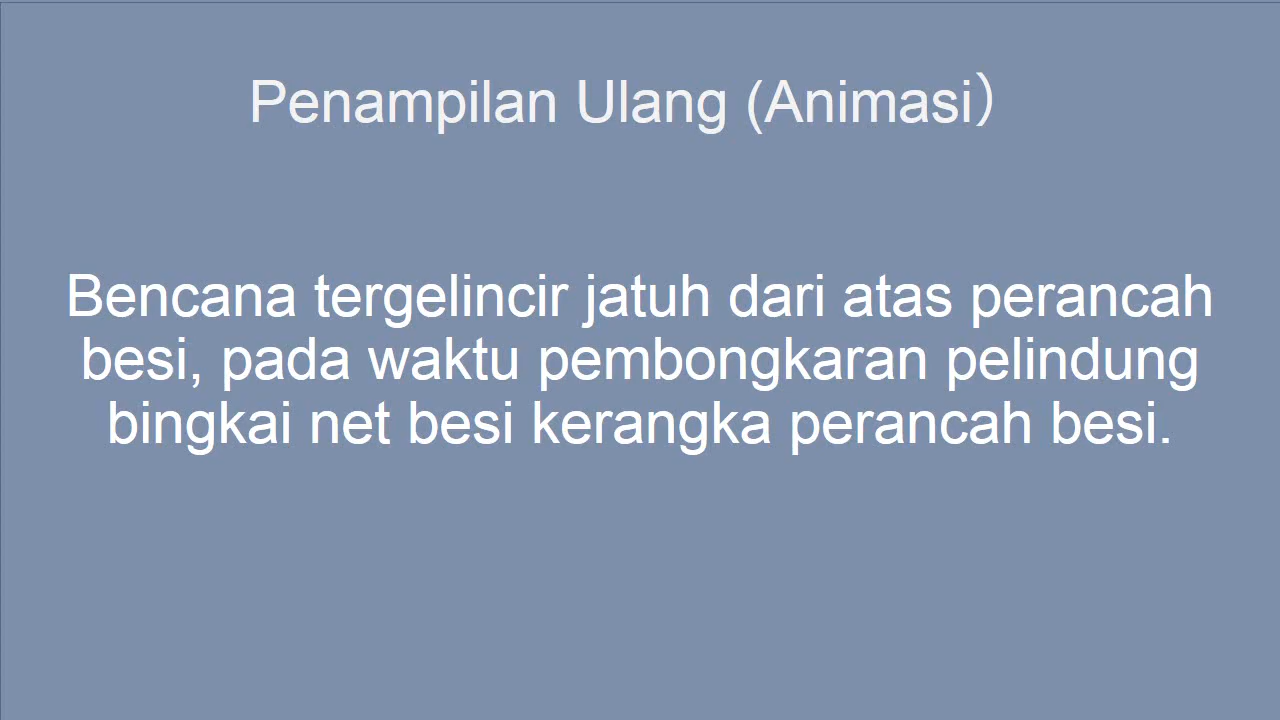 Penampilan Ulang (Animasi）
Bencana tergelincir jatuh dari atas perancah
besi, pada waktu pembongkaran pelindung
bingkai net besi kerangka perancah besi.